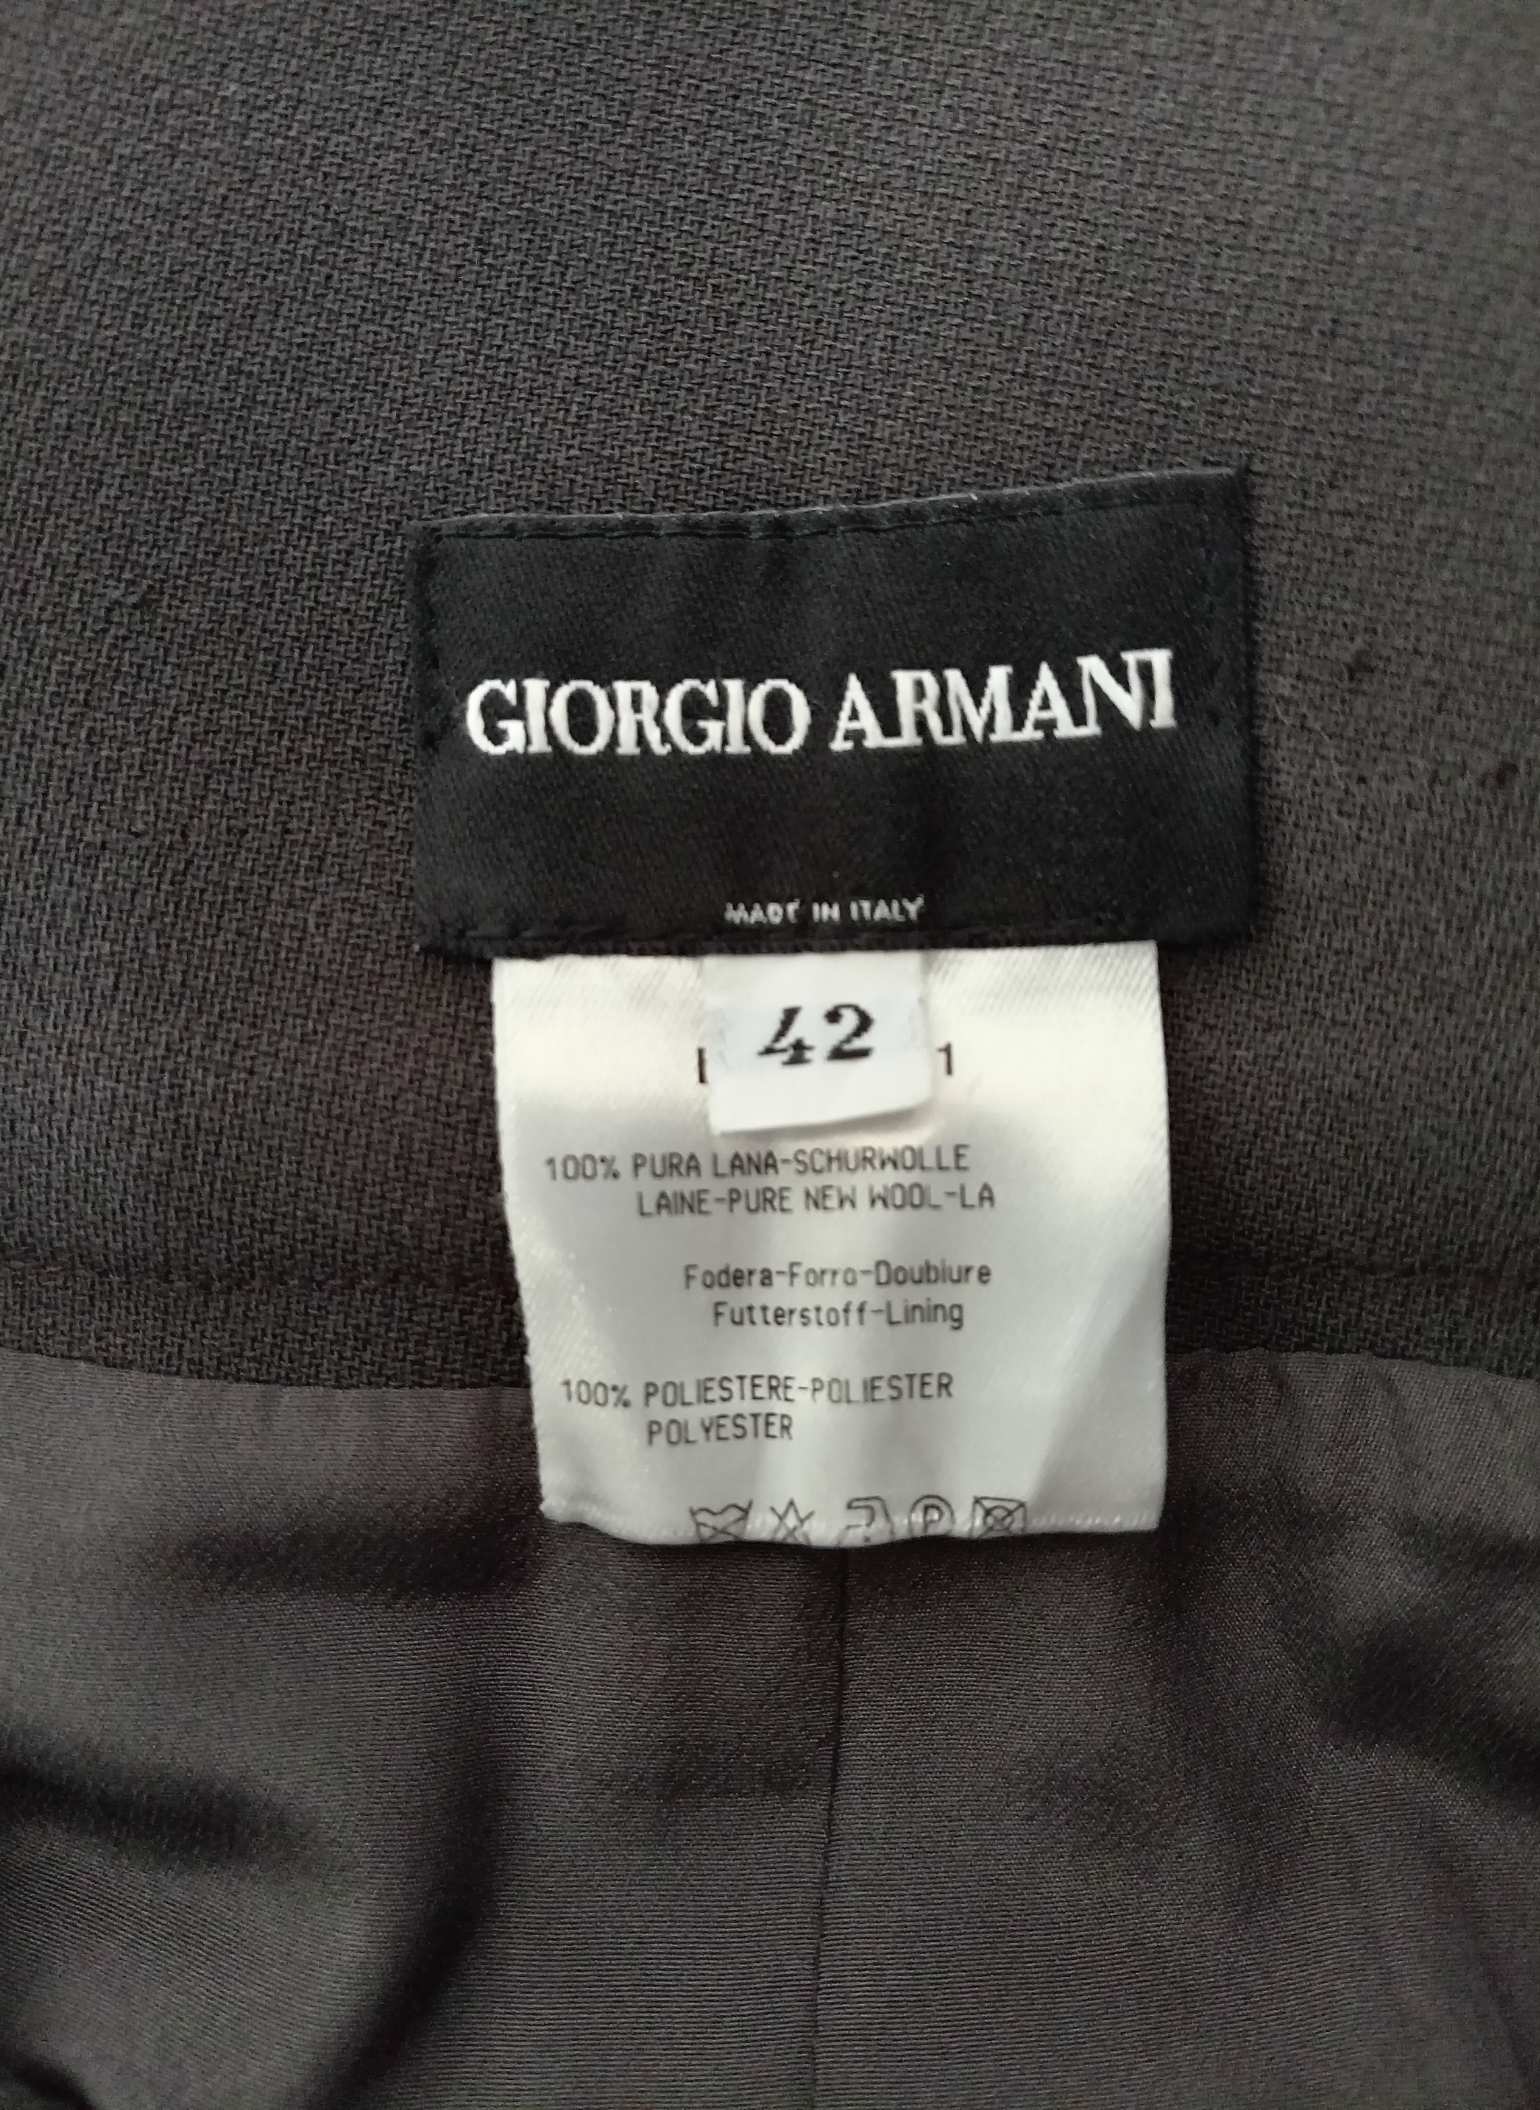 GIORGIO ARMANI
MADE IN ITALY
42
1
100% PURA LANA-SCHURWOLLE
LAINE-PURE NEW WOOL-LA
Fodera-Forro-Doublure
Futterstoff-Lining
100% POLIESTERE-POLIESTER
POLYESTER
P